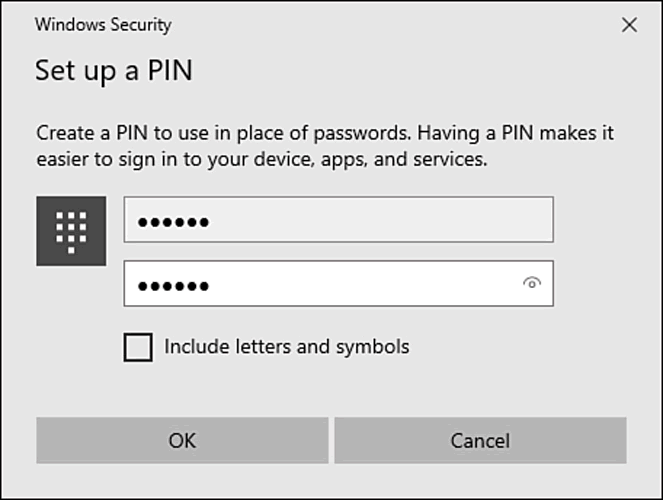 Windows Security
Set up a PIN
Create a PIN to use in place of passwords. Having a PIN makes it
easier to sign in to your device, apps, and services.
●●●●●●
●●●●●●
Include letters and symbols
OK
Cancel